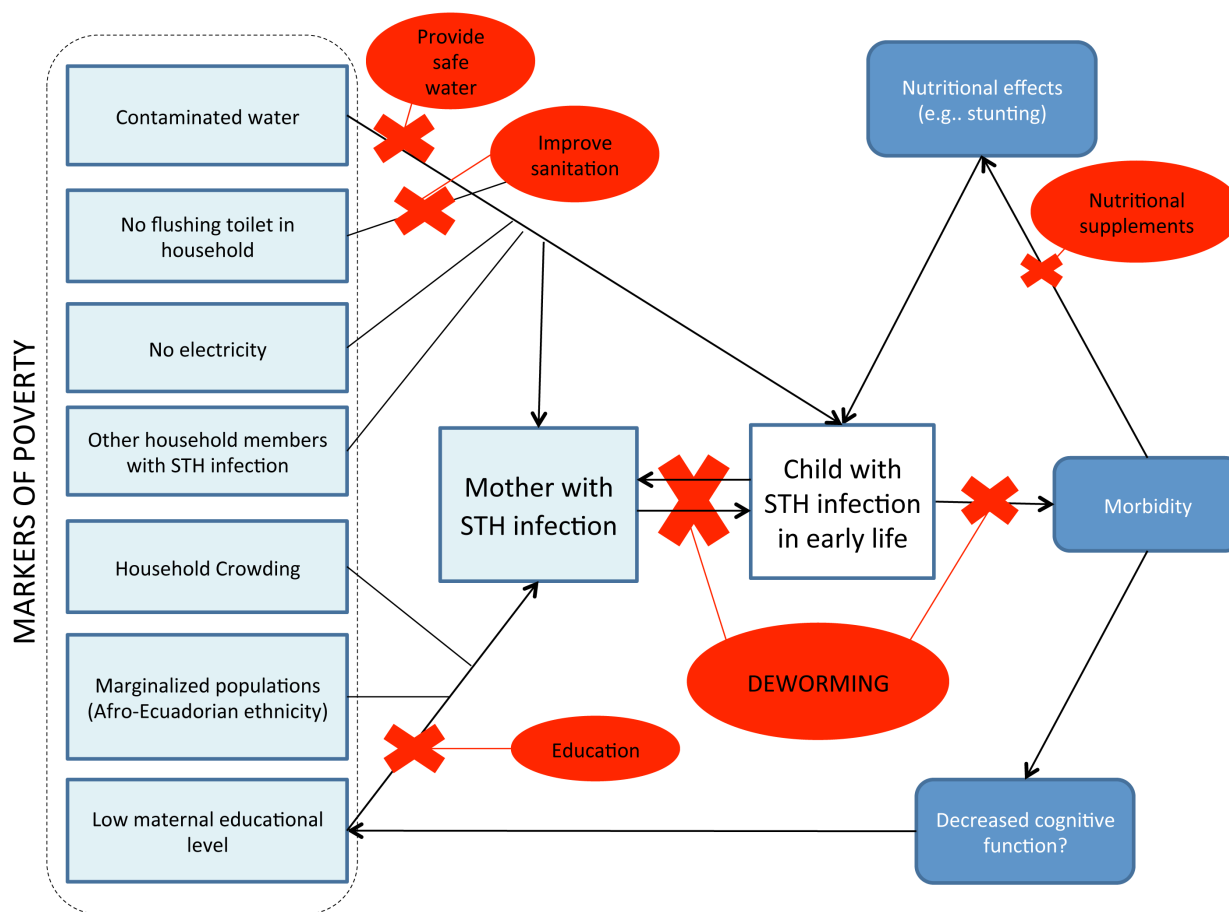 MARKERS OF POVERTY
Contaminated water
No flushing toilet in
household
No electricity
Other household members
with STH infection
Household Crowding
Marginalized populations
(Afro-Ecuadorian ethnicity)
Low maternal educational
level
Provide
safe
water
Improve
sanitation
Mother with
STH infection
Child with
STH infection
in early life
DEWORMING
Education
Nutritional effects
(e.g.. stunting)
Nutritional
supplements
Morbidity
Decreased cognitive
function?